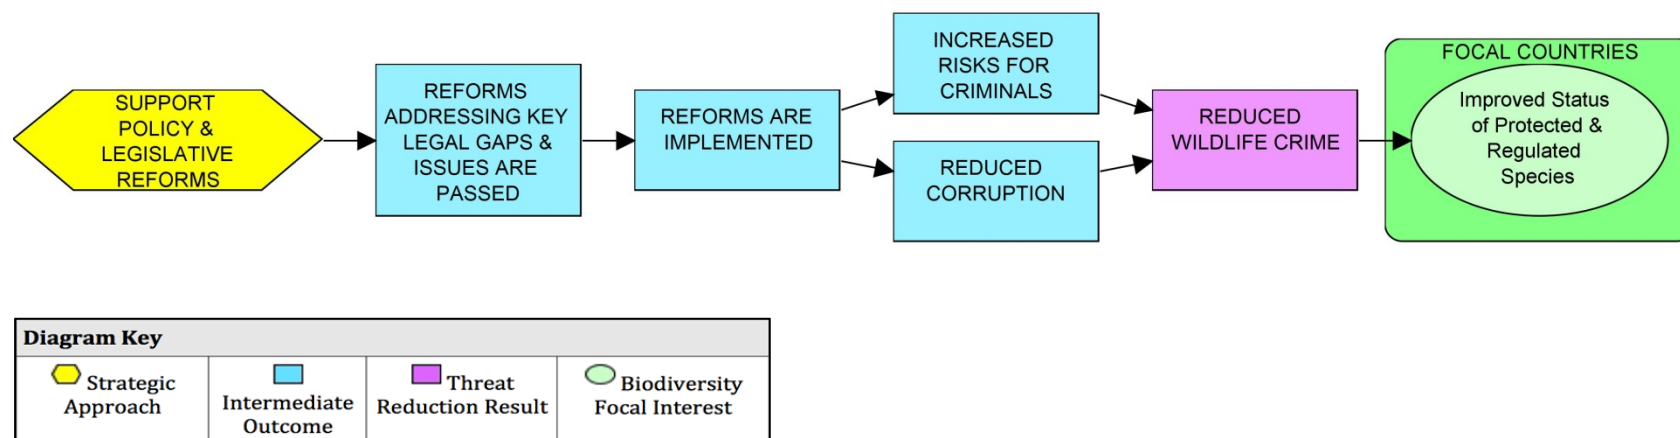 SUPPORT
POLICY &
LEGISLATIVE
REFORMS
REFORMS
ADDRESSING KEY
LEGAL GAPS &
ISSUES ARE
PASSED
REFORMS ARE
IMPLEMENTED
INCREASED
RISKS FOR
CRIMINALS
REDUCED
CORRUPTION
REDUCED
WILDLIFE CRIME
FOCAL COUNTRIES
Improved Status
of Protected &
Regulated
Species
Diagram Key
Strategic
Approach
Intermediate
Outcome
Threat
Reduction Result
Biodiversity
Focal Interest